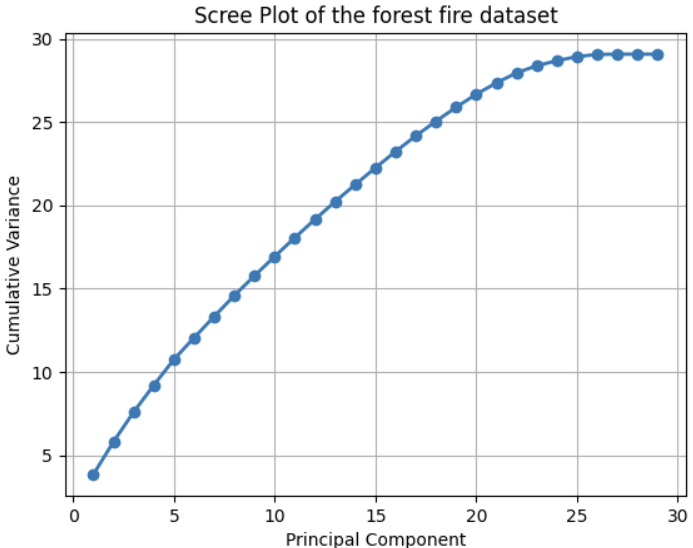 Scree Plot of the forest fire dataset
30
25
20
15
10
5
Cumulative Variance
0 5 10 15 20 25 30
Principal Component